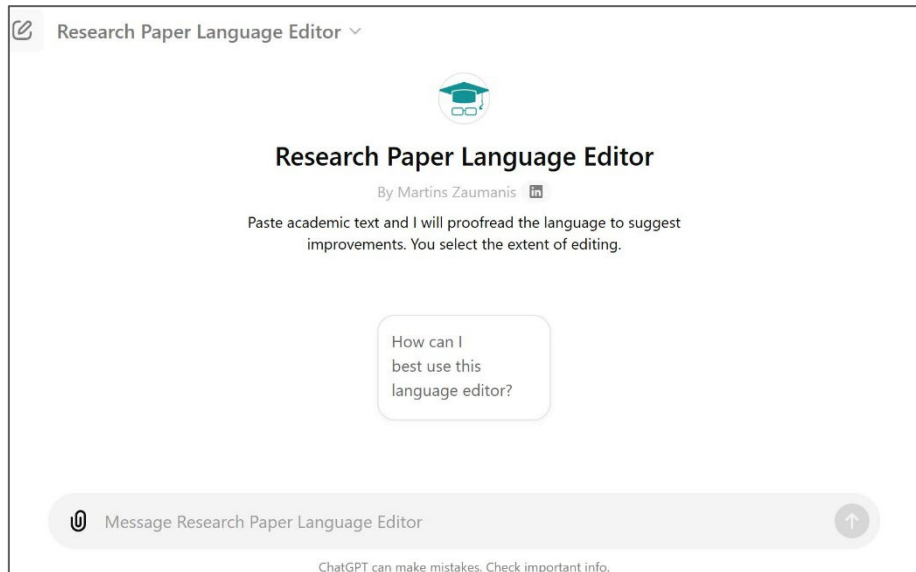 Research Paper Language Editor
Research Paper Language Editor
By Martins Zaumanis in
Paste academic text and I will proofread the language to suggest
improvements. You select the extent of editing.
How can I
best use this
language editor?
Message Research Paper Language Editor
ChatGPT can make mistakes. Check important info.